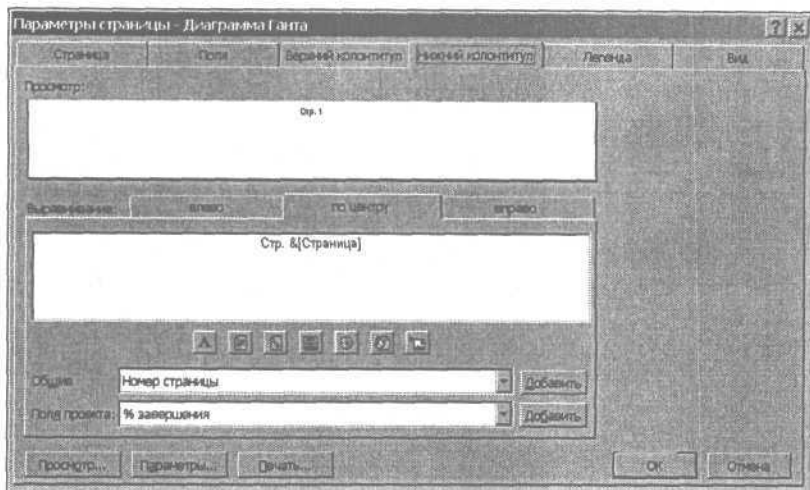 Параметры страницы - Диаграмма Ганта
Страница Поля Верхний колонтитул Нижний колонтитул Легенда Вид
Просмотр:
Стр. 1
Выравнивание: влево по центру вправо
Стр. &[Страница]
A
Общие Номер страницы Добавить
Поля проекта: % завершения Добавить
Просмотр... Параметры... Печать... ОК Отмена